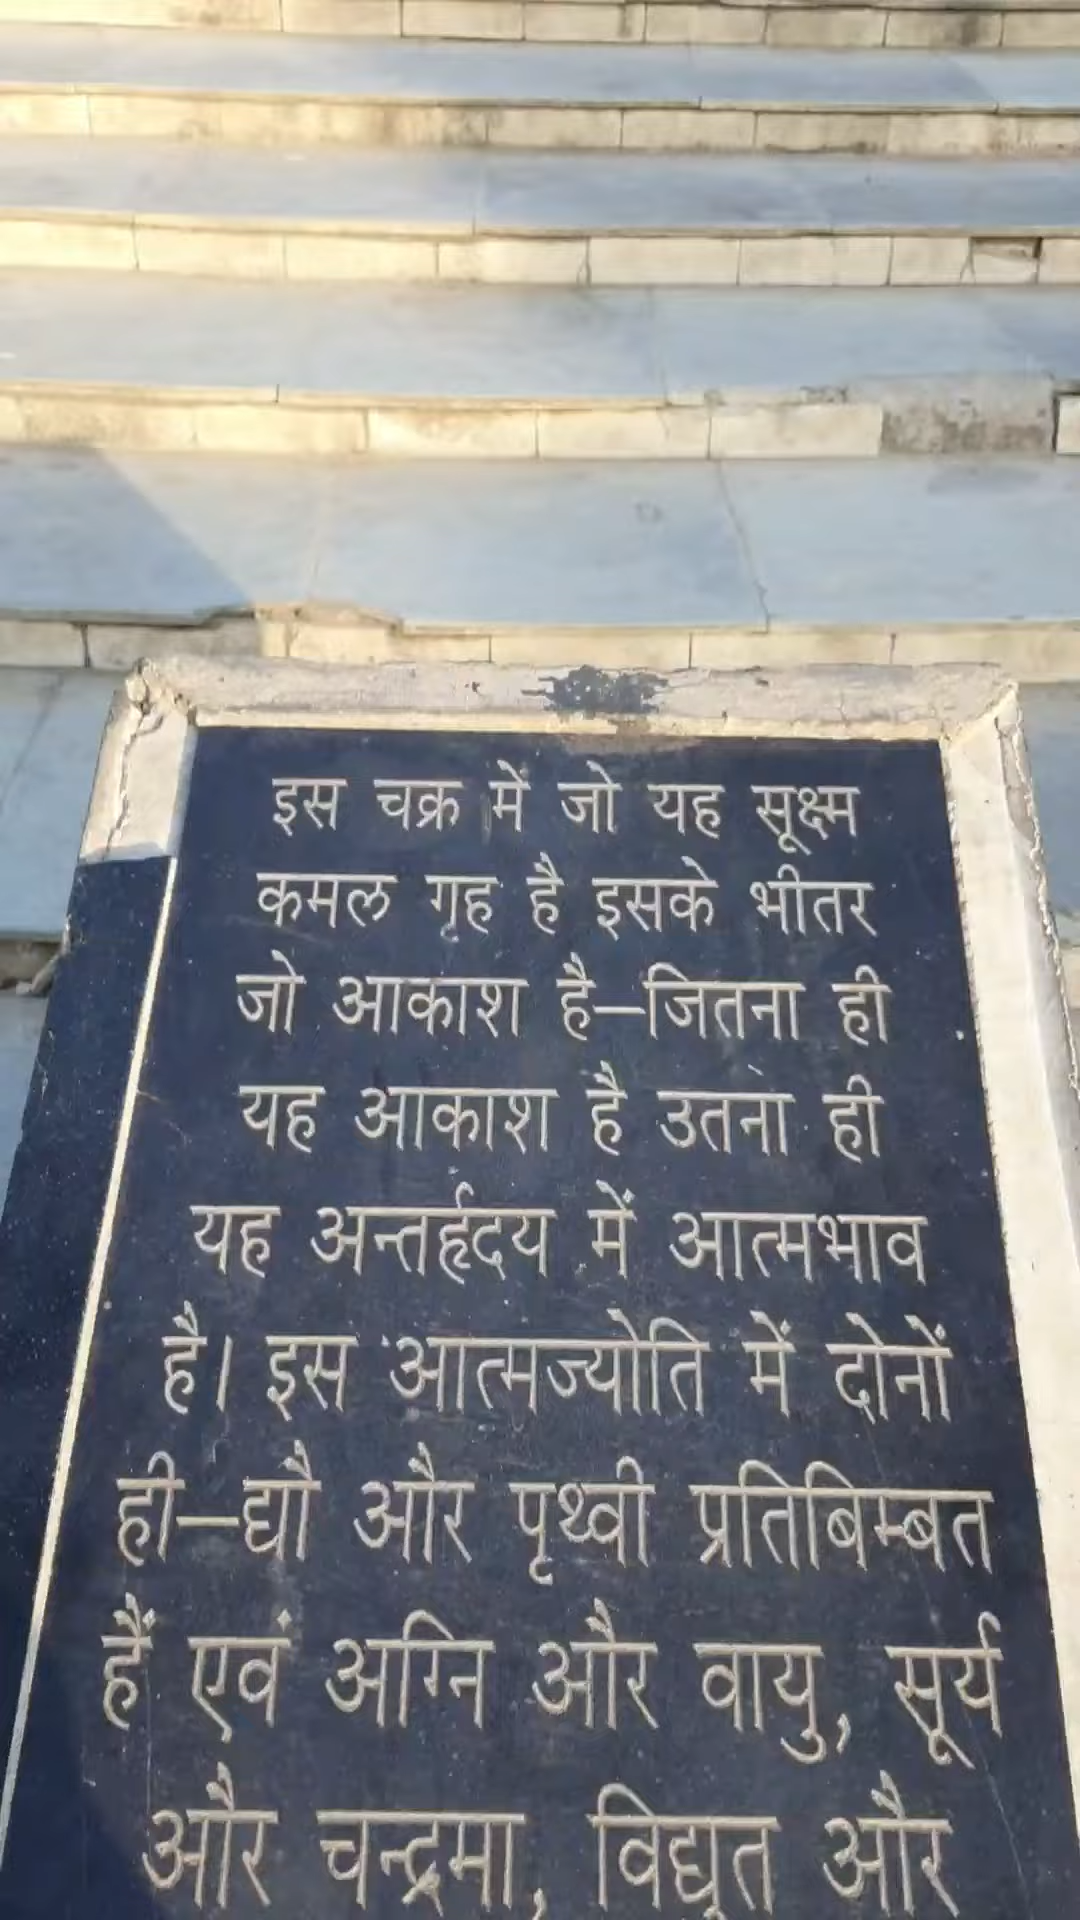 इस चक्र में जो यह सूक्ष्म
कमल गृह है इसके भीतर
जो आकाश है—जितना ही
यह आकाश है उतना ही
यह अन्तर्हृदय में आत्मभाव
है। इस आत्मज्योति में दोनों
ही—द्यौ और पृथ्वी प्रतिबिम्बत
हैं एवं अग्नि और वायु, सूर्य
और चन्द्रमा, विद्युत और